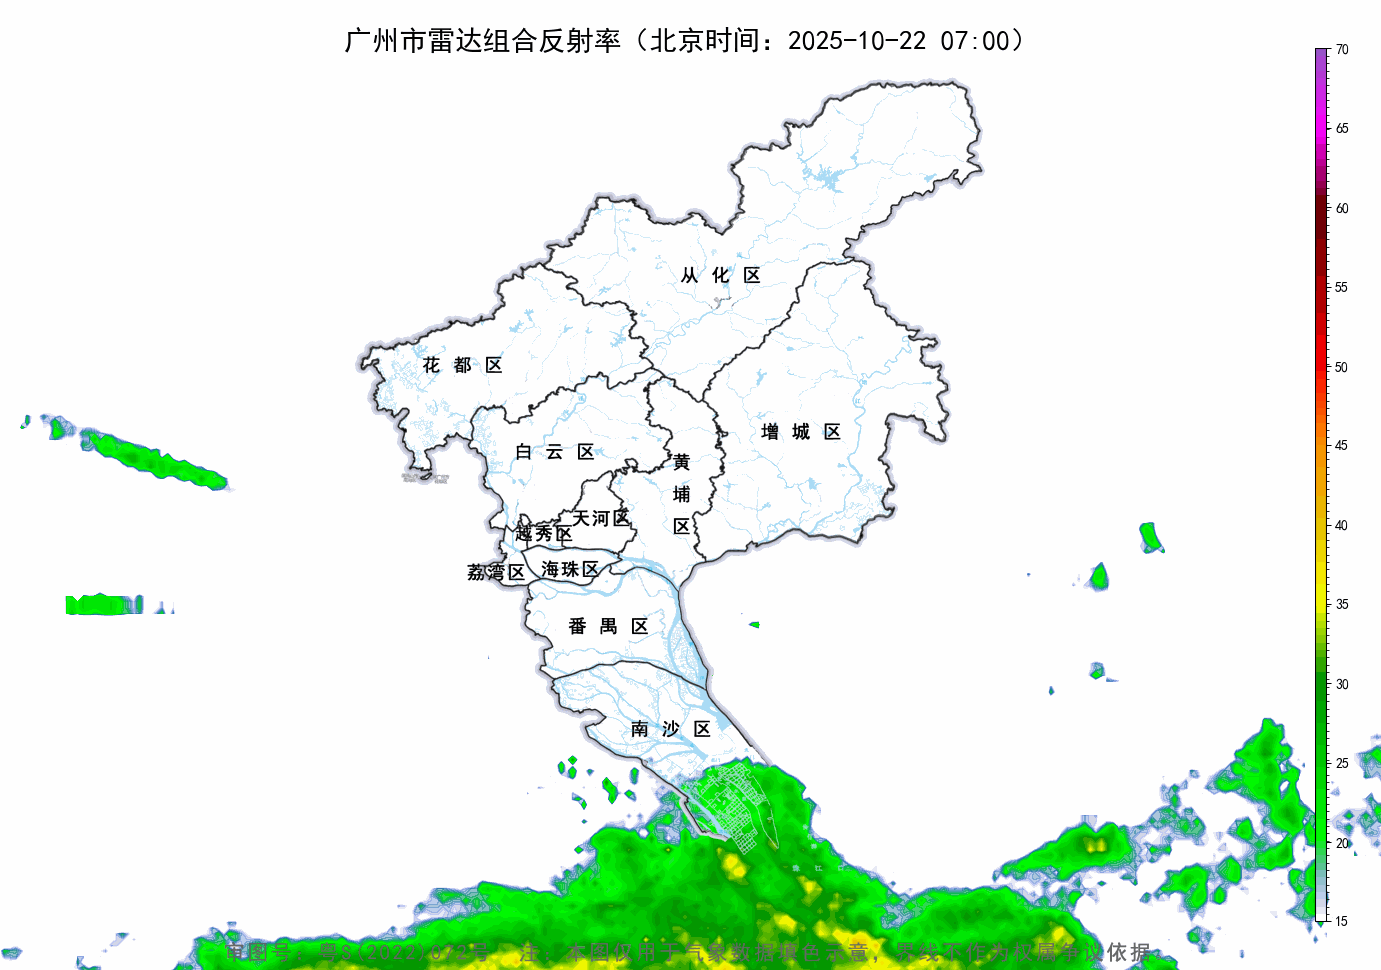 广州市雷达组合反射率（北京时间：2025-10-22 07:00）
70
65
60
55
50
45
40
35
30
25
20
15
从化区
花都区
增城区
白云区
黄埔区
天河区
越秀区
海珠区
荔湾区
番禺区
南沙区
珠江口
审图号：粤S(2022)072号 注：本图仅用于气象数据填色示意，界线不作为权属争议依据